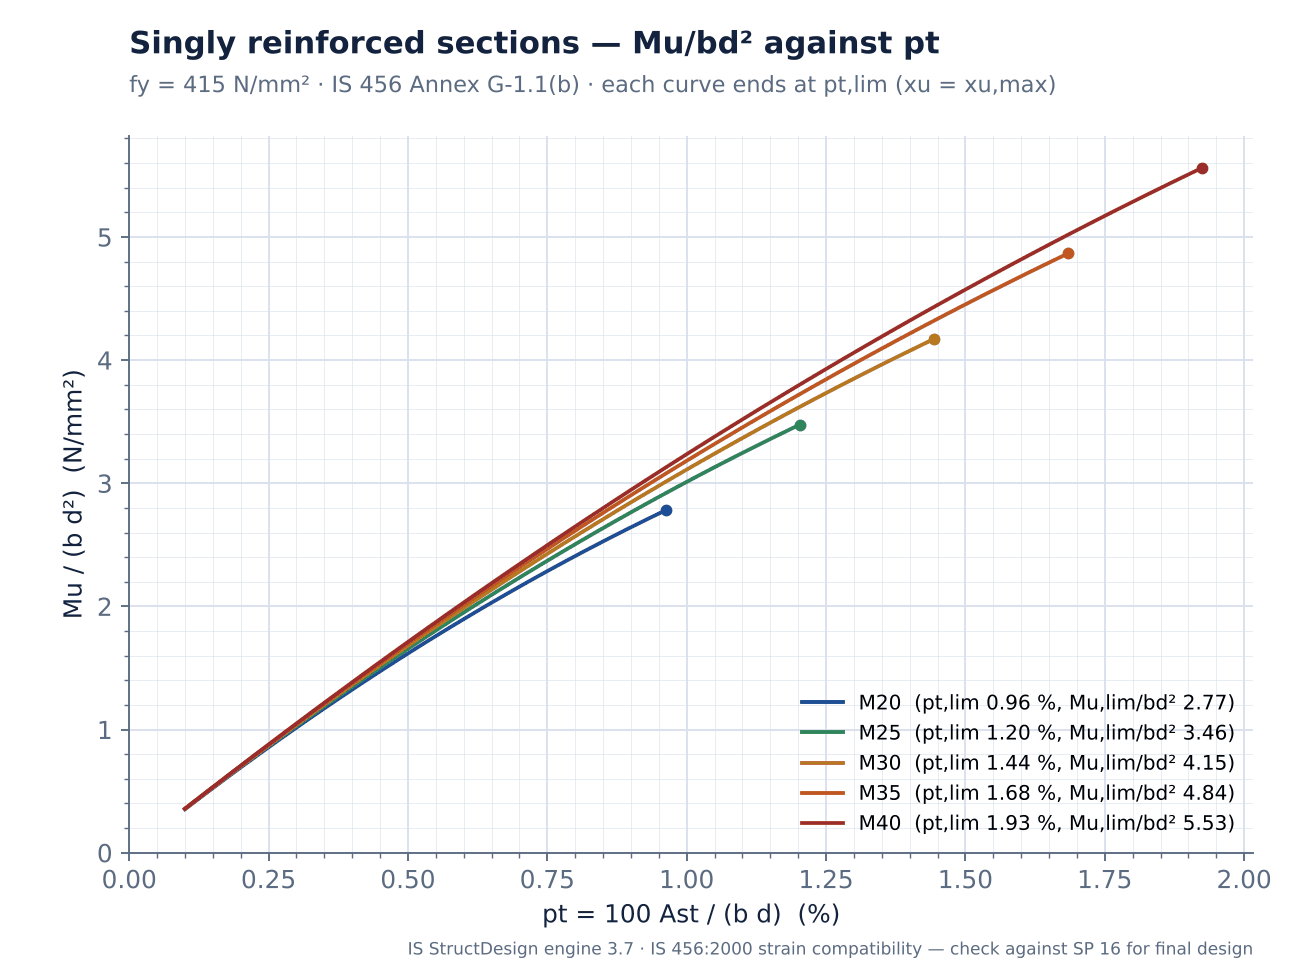 Singly reinforced sections — Mu/bd² against pt
fy = 415 N/mm² · IS 456 Annex G-1.1(b) · each curve ends at pt,lim (xu = xu,max)
Mu / (b d²)  (N/mm²)
5
4
3
2
1
0
M20  (pt,lim 0.96 %, Mu,lim/bd² 2.77)
M25  (pt,lim 1.20 %, Mu,lim/bd² 3.46)
M30  (pt,lim 1.44 %, Mu,lim/bd² 4.15)
M35  (pt,lim 1.68 %, Mu,lim/bd² 4.84)
M40  (pt,lim 1.93 %, Mu,lim/bd² 5.53)
0.00 0.25 0.50 0.75 1.00 1.25 1.50 1.75 2.00
pt = 100 Ast / (b d)  (%)
IS StructDesign engine 3.7 · IS 456:2000 strain compatibility — check against SP 16 for final design